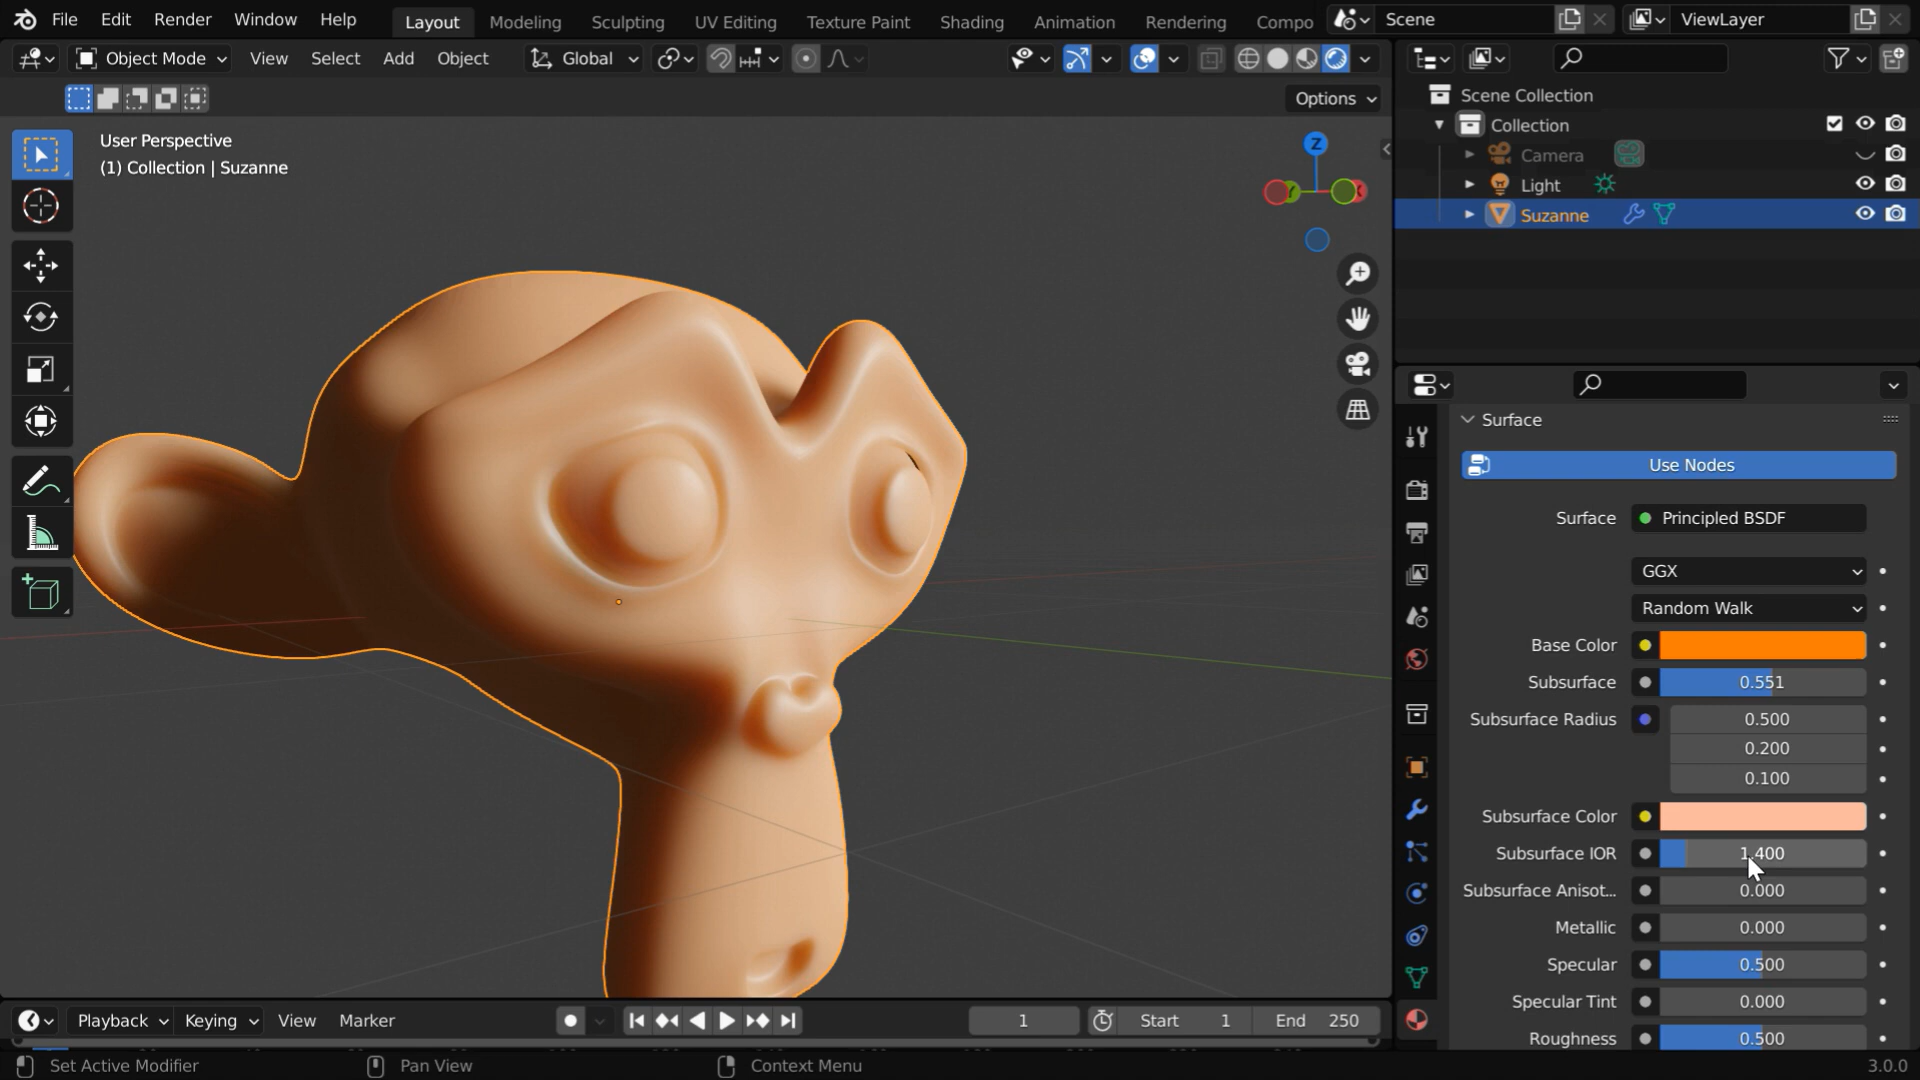 File Edit Render Window Help Layout Modeling Sculpting UV Editing Texture Paint Shading Animation Rendering Compo Scene ViewLayer
Object Mode View Select Add Object Global
Options
User Perspective
(1) Collection | Suzanne
Z
Y
X
Scene Collection
Collection
Camera
Light
Suzanne
Surface
Use Nodes
Surface Principled BSDF
GGX
Random Walk
Base Color
Subsurface 0.551
Subsurface Radius 0.500
0.200
0.100
Subsurface Color
Subsurface IOR 1.400
Subsurface Anisot... 0.000
Metallic 0.000
Specular 0.500
Specular Tint 0.000
Roughness 0.500
Playback Keying View Marker 1 Start 1 End 250
Set Active Modifier Pan View Context Menu 3.0.0